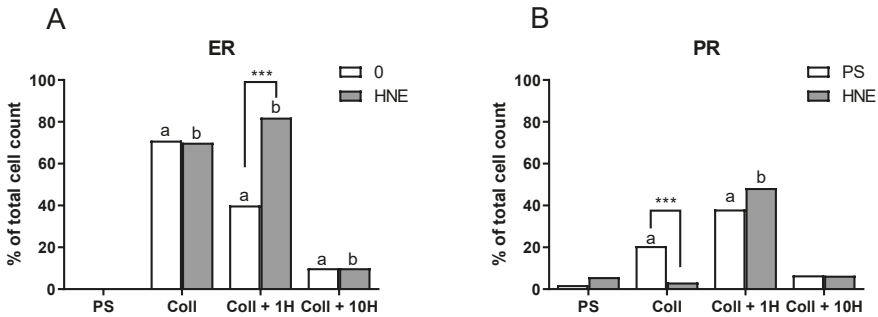 A
ER
% of total cell count
100
80
60
40
20
0
0
HNE
***
a
b
a
b
a
b
PS
Coll
Coll + 1H
Coll + 10H
B
PR
% of total cell count
100
80
60
40
20
0
PS
HNE
***
a
a
b
PS
Coll
Coll + 1H
Coll + 10H